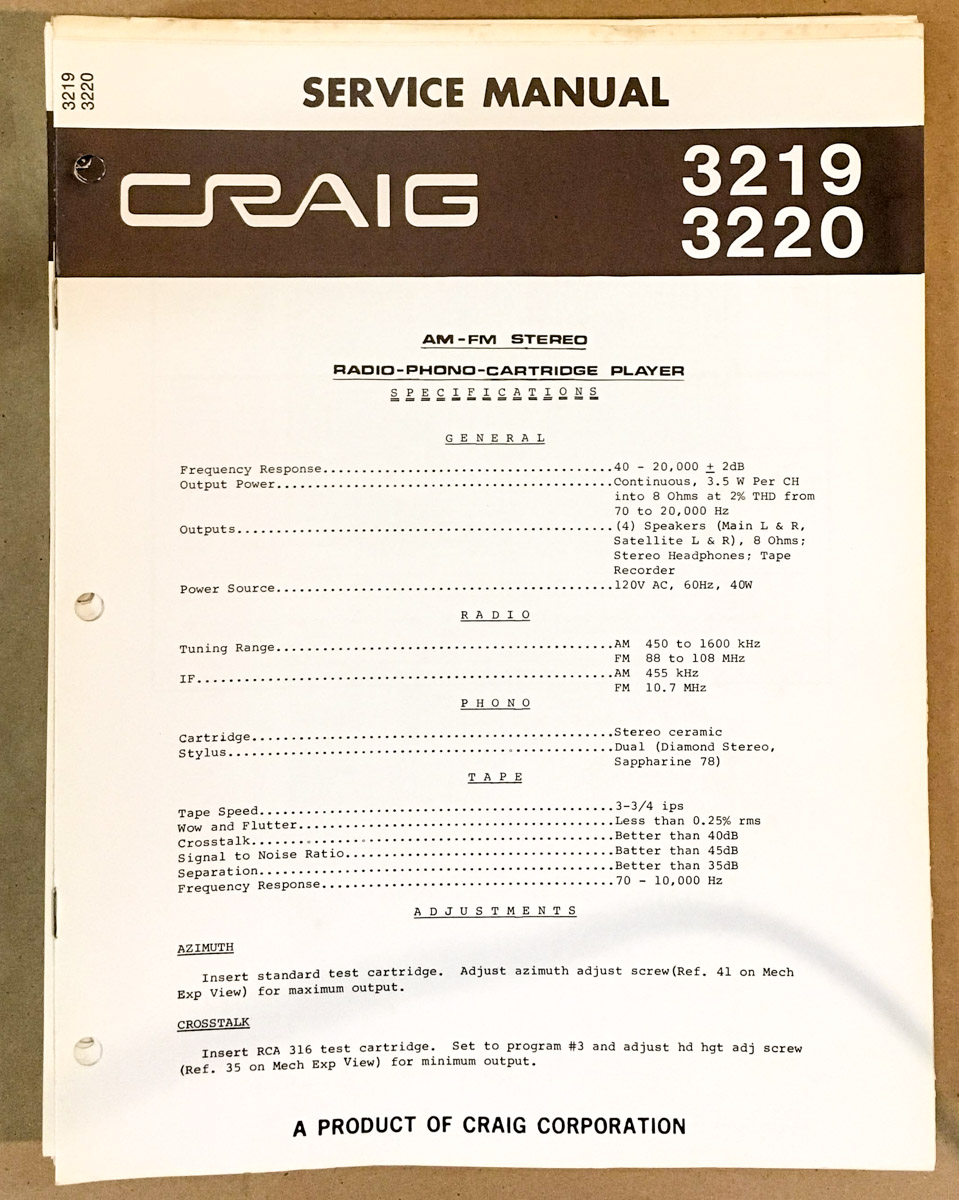 3219
3220
SERVICE MANUAL
CRAIG
3219
3220
AM-FM STEREO
RADIO-PHONO-CARTRIDGE PLAYER
SPECIFICATIONS
GENERAL
Frequency Response.....................................40 - 20,000 ± 2dB
Output Power...........................................Continuous, 3.5 W Per CH
into 8 Ohms at 2% THD from
70 to 20,000 Hz
Outputs................................................(4) Speakers (Main L & R,
Satellite L & R), 8 Ohms;
Stereo Headphones; Tape
Recorder
Power Source...........................................120V AC, 60Hz, 40W
RADIO
Tuning Range...........................................AM 450 to 1600 kHz
FM 88 to 108 MHz
IF.....................................................AM 455 kHz
FM 10.7 MHz
PHONO
Cartridge..............................................Stereo ceramic
Stylus.................................................Dual (Diamond Stereo,
Sappharine 78)
TAPE
Tape Speed.............................................3-3/4 ips
Wow and Flutter........................................Less than 0.25% rms
Crosstalk..............................................Better than 40dB
Signal to Noise Ratio..................................Batter than 45dB
Separation.............................................Better than 35dB
Frequency Response.....................................70 - 10,000 Hz
ADJUSTMENTS
AZIMUTH
Insert standard test cartridge. Adjust azimuth adjust screw(Ref. 41 on Mech
Exp View) for maximum output.
CROSSTALK
Insert RCA 316 test cartridge. Set to program #3 and adjust hd hgt adj screw
(Ref. 35 on Mech Exp View) for minimum output.
A PRODUCT OF CRAIG CORPORATION